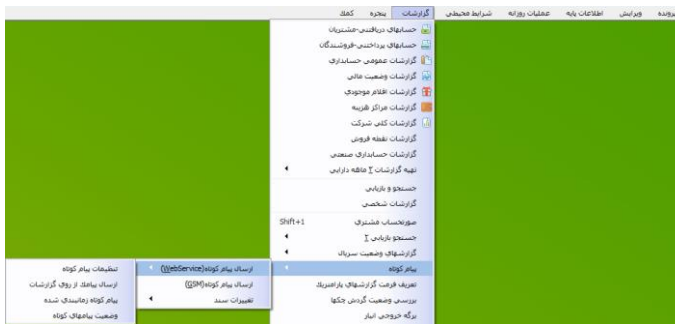 پرونده ویرایش اطلاعات پایه عملیات روزانه شرایط محیطی گزارشات پنجره کمک
حسابهای دریافتنی-مشتریان
حسابهای پرداختنی-فروشندگان
گزارشات عمومی حسابداری
گزارشات وضعیت مالی
گزارشات اقلام موجودی
گزارشات مراکز هزینه
گزارشات کلی شرکت
گزارشات نقطه فروش
گزارشات حسابداری صنعتی
تهیه گزارشات ٣ ماهه دارایی
جستجو و بازیابی
گزارشات شخصی
صورتحساب مشتری Shift+1
جستجو بازیابی ٢
گزارشهای وضعیت سریال
پیام کوتاه
تعریف فرمت گزارشهای پارامتریک
بررسی وضعیت گردش چکها
برگه خروجی انبار
ارسال پیام کوتاه(WebService)
ارسال پیام کوتاه(GSM)
تغییرات سند
تنظیمات پیام کوتاه
ارسال پیامک از روی گزارشات
پیام کوتاه زمانبندی شده
وضعیت پیامهای کوتاه